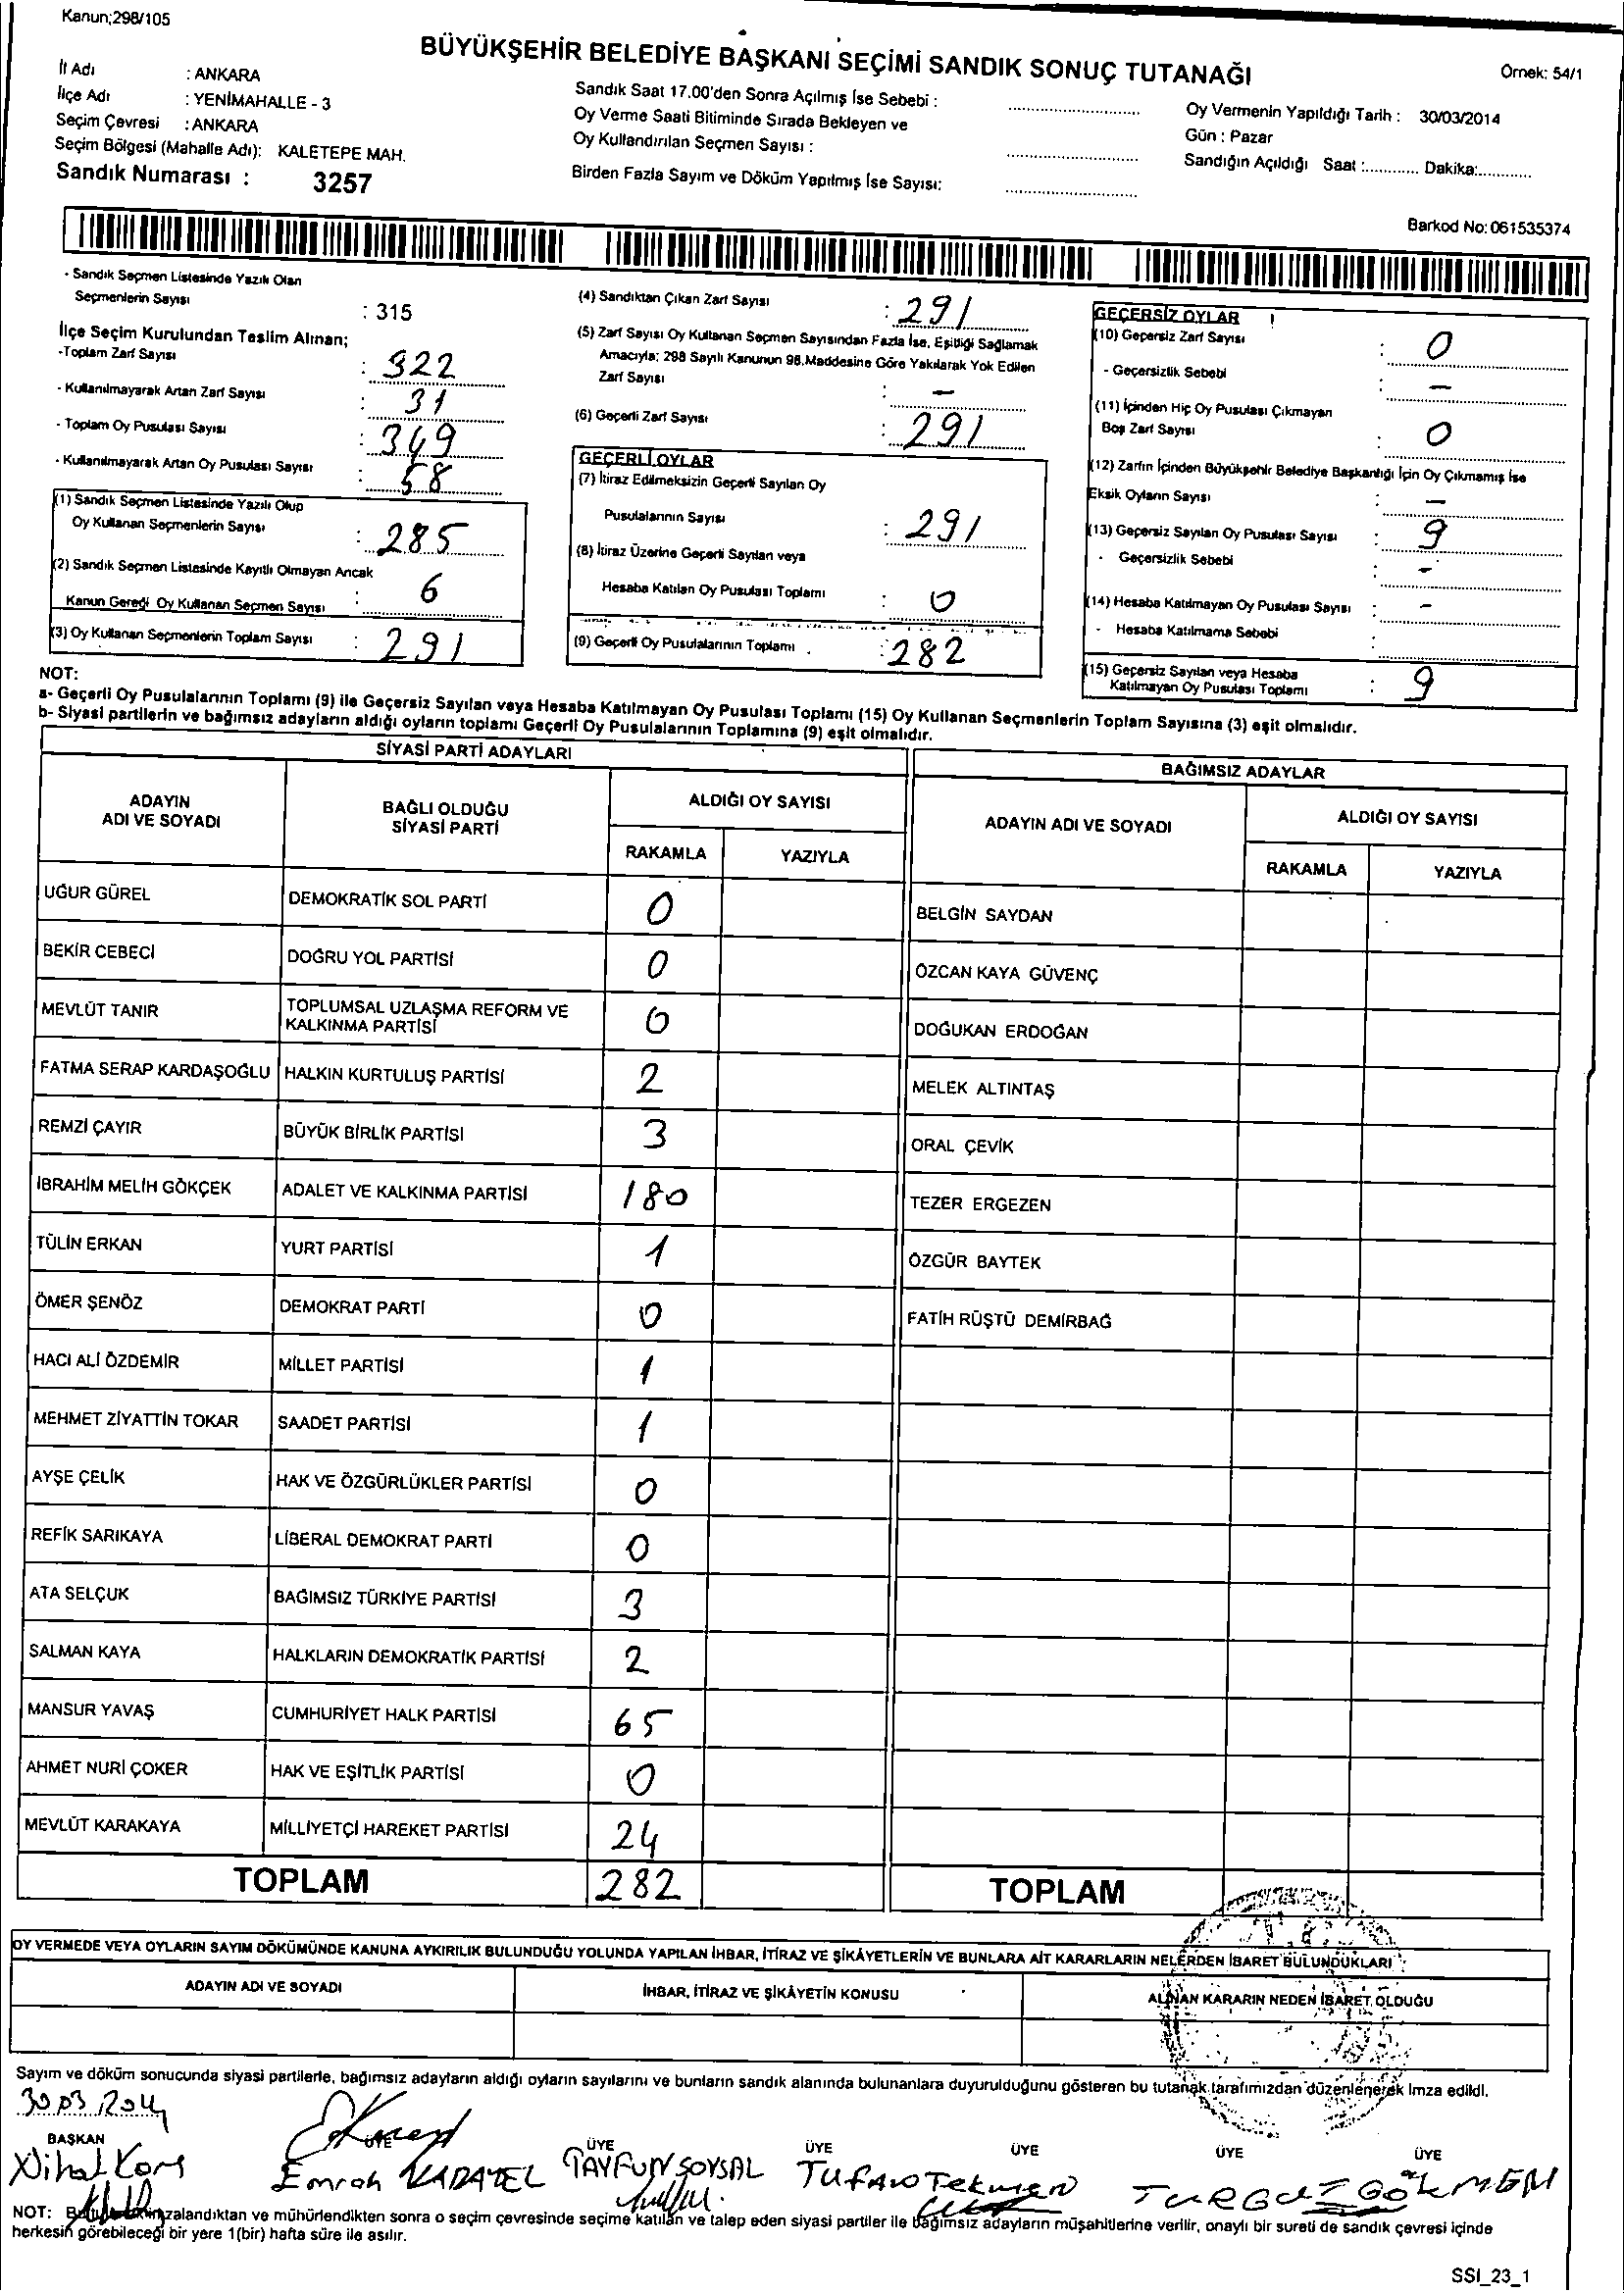 Kanun;298/105
BÜYÜKŞEHİR BELEDİYE BAŞKANI SEÇİMİ SANDIK SONUÇ TUTANAĞI
Örnek: 54/1
İl Adı : ANKARA
İlçe Adı : YENİMAHALLE - 3
Seçim Çevresi : ANKARA
Seçim Bölgesi (Mahalle Adı): KALETEPE MAH.
Sandık Numarası : 3257
Sandık Saat 17.00'den Sonra Açılmış İse Sebebi :
Oy Verme Saati Bitiminde Sırada Bekleyen ve
Oy Kullandırılan Seçmen Sayısı :
Birden Fazla Sayım ve Döküm Yapılmış İse Sayısı:
Oy Vermenin Yapıldığı Tarih : 30/03/2014
Gün : Pazar
Sandığın Açıldığı Saat :............. Dakika:............
Barkod No: 061535374
- Sandık Seçmen Listesinde Yazılı Olan
Seçmenlerin Sayısı : 315
İlçe Seçim Kurulundan Teslim Alınan;
-Toplam Zarf Sayısı : 322
- Kullanılmayarak Artan Zarf Sayısı : 31
- Toplam Oy Pusulası Sayısı : 349
- Kullanılmayarak Artan Oy Pusulası Sayısı : 58
(1) Sandık Seçmen Listesinde Yazılı Olup
Oy Kullanan Seçmenlerin Sayısı : 285
(2) Sandık Seçmen Listesinde Kayıtlı Olmayan Ancak
Kanun Gereği Oy Kullanan Seçmen Sayısı : 6
(3) Oy Kullanan Seçmenlerin Toplam Sayısı : 291
(4) Sandıktan Çıkan Zarf Sayısı : 291
(5) Zarf Sayısı Oy Kullanan Seçmen Sayısından Fazla İse, Eşitliği Sağlamak
Amacıyla; 298 Sayılı Kanunun 98.Maddesine Göre Yakılarak Yok Edilen
Zarf Sayısı : -
(6) Geçerli Zarf Sayısı : 291
GEÇERLİ OYLAR
(7) İtiraz Edilmeksizin Geçerli Sayılan Oy
Pusulalarının Sayısı : 291
(8) İtiraz Üzerine Geçerli Sayılan veya
Hesaba Katılan Oy Pusulası Toplamı : 0
(9) Geçerli Oy Pusulalarının Toplamı : 282
GEÇERSİZ OYLAR
(10) Geçersiz Zarf Sayısı : 0
- Geçersizlik Sebebi : -
(11) İçinden Hiç Oy Pusulası Çıkmayan
Boş Zarf Sayısı : 0
(12) Zarfın İçinden Büyükşehir Belediye Başkanlığı İçin Oy Çıkmamış İse
Eksik Oyların Sayısı : -
(13) Geçersiz Sayılan Oy Pusulası Sayısı : 9
- Geçersizlik Sebebi : -
(14) Hesaba Katılmayan Oy Pusulası Sayısı : -
- Hesaba Katılmama Sebebi :
(15) Geçersiz Sayılan veya Hesaba
Katılmayan Oy Pusulası Toplamı : 9
NOT:
a- Geçerli Oy Pusulalarının Toplamı (9) ile Geçersiz Sayılan veya Hesaba Katılmayan Oy Pusulası Toplamı (15) Oy Kullanan Seçmenlerin Toplam Sayısına (3) eşit olmalıdır.
b- Siyasi partilerin ve bağımsız adayların aldığı oyların toplamı Geçerli Oy Pusulalarının Toplamına (9) eşit olmalıdır.
SİYASİ PARTİ ADAYLARI
ADAYIN ADI VE SOYADI BAĞLI OLDUĞU SİYASİ PARTİ ALDIĞI OY SAYISI
RAKAMLA YAZIYLA
UĞUR GÜREL DEMOKRATİK SOL PARTİ 0
BEKİR CEBECİ DOĞRU YOL PARTİSİ 0
MEVLÜT TANIR TOPLUMSAL UZLAŞMA REFORM VE KALKINMA PARTİSİ 0
FATMA SERAP KARDAŞOĞLU HALKIN KURTULUŞ PARTİSİ 2
REMZİ ÇAYIR BÜYÜK BİRLİK PARTİSİ 3
İBRAHİM MELİH GÖKÇEK ADALET VE KALKINMA PARTİSİ 180
TÜLİN ERKAN YURT PARTİSİ 1
ÖMER ŞENÖZ DEMOKRAT PARTİ 0
HACI ALİ ÖZDEMİR MİLLET PARTİSİ 1
MEHMET ZİYATTİN TOKAR SAADET PARTİSİ 1
AYŞE ÇELİK HAK VE ÖZGÜRLÜKLER PARTİSİ 0
REFİK SARIKAYA LİBERAL DEMOKRAT PARTİ 0
ATA SELÇUK BAĞIMSIZ TÜRKİYE PARTİSİ 3
SALMAN KAYA HALKLARIN DEMOKRATİK PARTİSİ 2
MANSUR YAVAŞ CUMHURİYET HALK PARTİSİ 65
AHMET NURİ ÇOKER HAK VE EŞİTLİK PARTİSİ 0
MEVLÜT KARAKAYA MİLLİYETÇİ HAREKET PARTİSİ 24
TOPLAM 282
BAĞIMSIZ ADAYLAR
ADAYIN ADI VE SOYADI ALDIĞI OY SAYISI
RAKAMLA YAZIYLA
BELGİN SAYDAN
ÖZCAN KAYA GÜVENÇ
DOĞUKAN ERDOĞAN
MELEK ALTINTAŞ
ORAL ÇEVİK
TEZER ERGEZEN
ÖZGÜR BAYTEK
FATİH RÜŞTÜ DEMİRBAĞ
TOPLAM
OY VERMEDE VEYA OYLARIN SAYIM DÖKÜMÜNDE KANUNA AYKIRILIK BULUNDUĞU YOLUNDA YAPILAN İHBAR, İTİRAZ VE ŞİKÂYETLERİN VE BUNLARA AİT KARARLARIN NELERDEN İBARET BULUNDUKLARI
ADAYIN ADI VE SOYADI İHBAR, İTİRAZ VE ŞİKÂYETİN KONUSU ALINAN KARARIN NEDEN İBARET OLDUĞU
Sayım ve döküm sonucunda siyasi partilerle, bağımsız adayların aldığı oyların sayılarını ve bunların sandık alanında bulunanlara duyurulduğunu gösteren bu tutanak tarafımızdan düzenlenerek imza edildi.
30.03.2014
BAŞKAN ÜYE ÜYE ÜYE ÜYE ÜYE ÜYE
Nihat Emrah TAYFUN SOYSAL TUFAN Tekmen TURGUT GÖKMEN
NOT: imzalandıktan ve mühürlendikten sonra o seçim çevresinde seçime katılan ve talep eden siyasi partiler ile bağımsız adayların müşahitlerine verilir, onaylı bir sureti de sandık çevresi içinde
herkesin görebileceği bir yere 1(bir) hafta süre ile asılır.
SSI_23_1